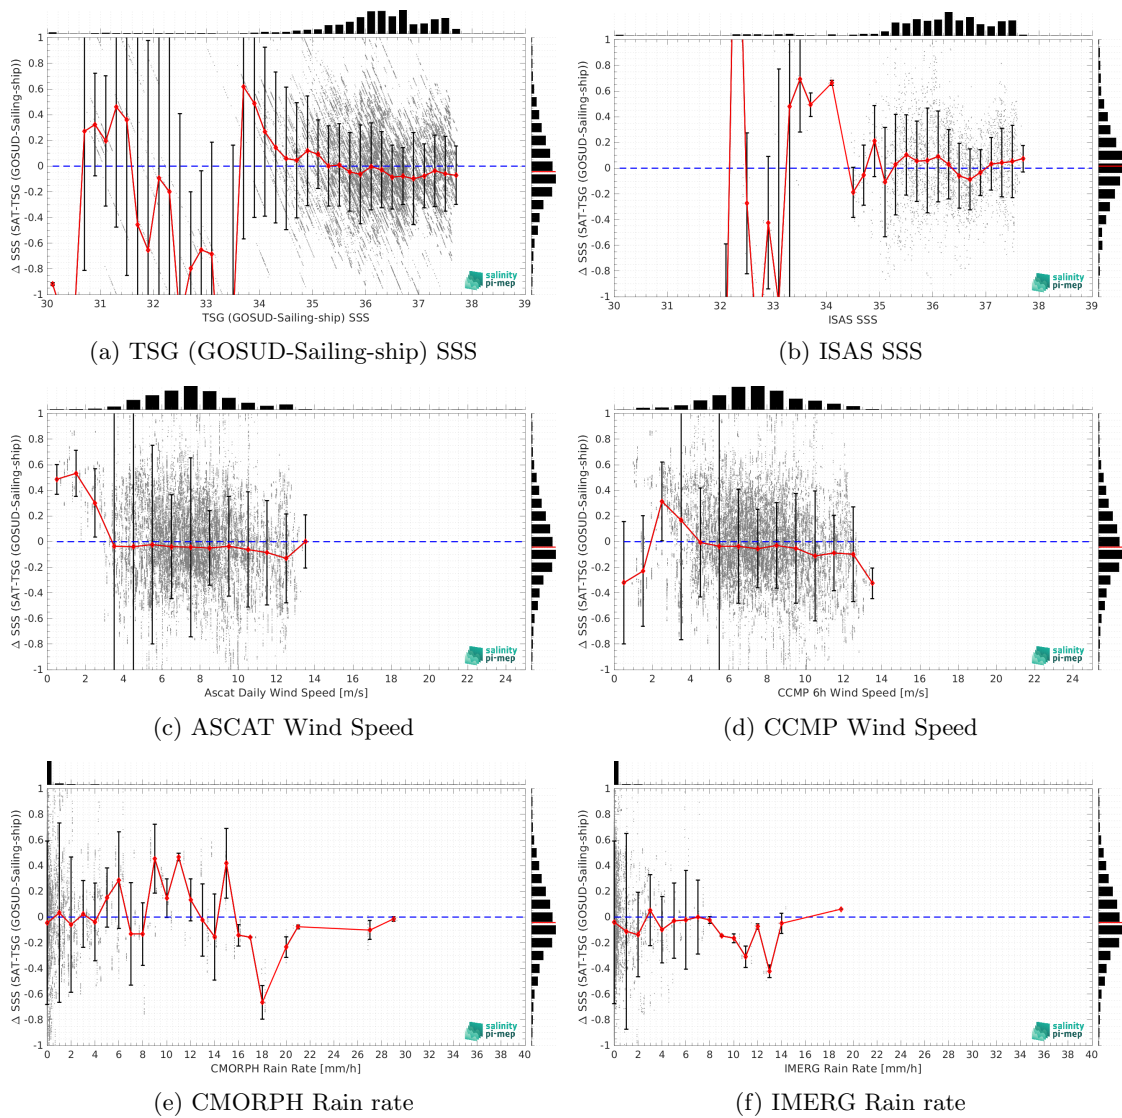 1
0.8
0.6
0.4
0.2
0
-0.2
-0.4
-0.6
-0.8
-1
Δ SSS (SAT-TSG (GOSUD-Sailing-ship))
30 31 32 33 34 35 36 37 38 39
TSG (GOSUD-Sailing-ship) SSS
salinity
pi-mep
(a) TSG (GOSUD-Sailing-ship) SSS
1
0.8
0.6
0.4
0.2
0
-0.2
-0.4
-0.6
-0.8
-1
Δ SSS (SAT-TSG (GOSUD-Sailing-ship))
30 30 31 32 33 34 35 36 37 38 39
ISAS SSS
salinity
pi-mep
(b) ISAS SSS
1
0.8
0.6
0.4
0.2
0
-0.2
-0.4
-0.6
-0.8
-1
Δ SSS (SAT-TSG (GOSUD-Sailing-ship))
0 2 4 6 8 10 12 14 16 18 20 22 24
Ascat Daily Wind Speed [m/s]
salinity
pi-mep
(c) ASCAT Wind Speed
1
0.8
0.6
0.4
0.2
0
-0.2
-0.4
-0.6
-0.8
-1
Δ SSS (SAT-TSG (GOSUD-Sailing-ship))
0 2 4 6 8 10 12 14 16 18 20 22 24
CCMP 6h Wind Speed [m/s]
salinity
pi-mep
(d) CCMP Wind Speed
1
0.8
0.6
0.4
0.2
0
-0.2
-0.4
-0.6
-0.8
-1
Δ SSS (SAT-TSG (GOSUD-Sailing-ship))
0 2 4 6 8 10 12 14 16 18 20 22 24 26 28 30 32 34 36 38 40
CMORPH Rain Rate [mm/h]
salinity
pi-mep
(e) CMORPH Rain rate
1
0.8
0.6
0.4
0.2
0
-0.2
-0.4
-0.6
-0.8
-1
Δ SSS (SAT-TSG (GOSUD-Sailing-ship))
0 2 4 6 8 10 12 14 16 18 20 22 24 26 28 30 32 34 36 38 40
IMERG Rain Rate [mm/h]
salinity
pi-mep
(f) IMERG Rain rate